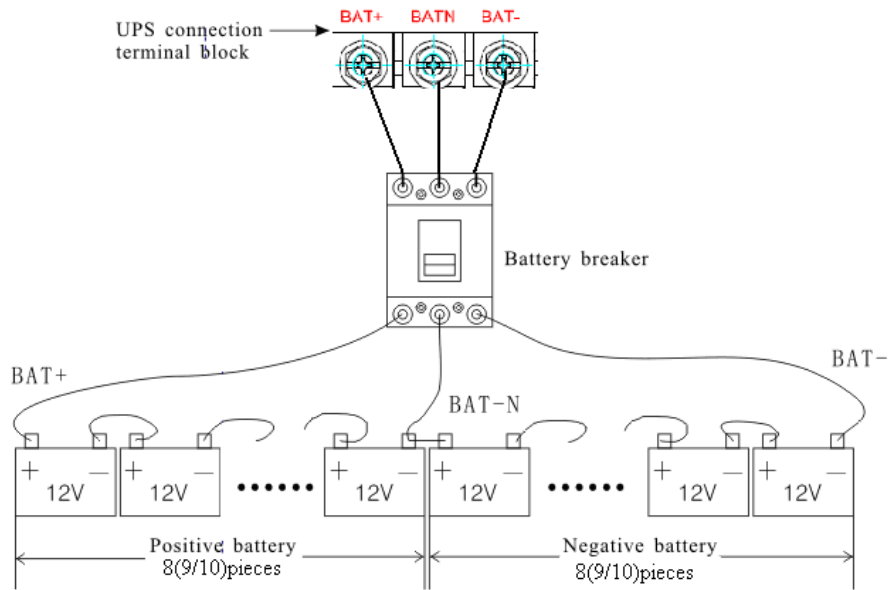 BAT+ BATN BAT-
UPS connection
terminal block
Battery breaker
BAT+
BAT-
BAT-N
+ — + — + — + — + — + —
12V 12V •••••• 12V 12V •••••• 12V 12V
Positive battery
8(9/10)pieces
Negative battery
8(9/10)pieces